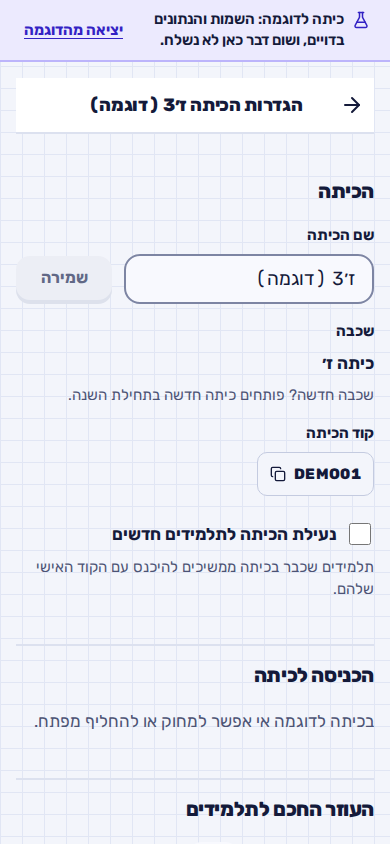 כיתה לדוגמה: השמות והנתונים
בדויים, ושום דבר כאן לא נשלח.
יציאה מהדוגמה
הגדרות הכיתה ז׳3 (דוגמה)
הכיתה
שם הכיתה
ז׳3 (דוגמה)
שמירה
שכבה
כיתה ז׳
שכבה חדשה? פותחים כיתה חדשה בתחילת השנה.
קוד הכיתה
DEMO01
נעילת הכיתה לתלמידים חדשים
תלמידים שכבר בכיתה ממשיכים להיכנס עם הקוד האישי
שלהם.
הכניסה לכיתה
בכיתה לדוגמה אי אפשר למחוק או להחליף מפתח.
העוזר החכם לתלמידים